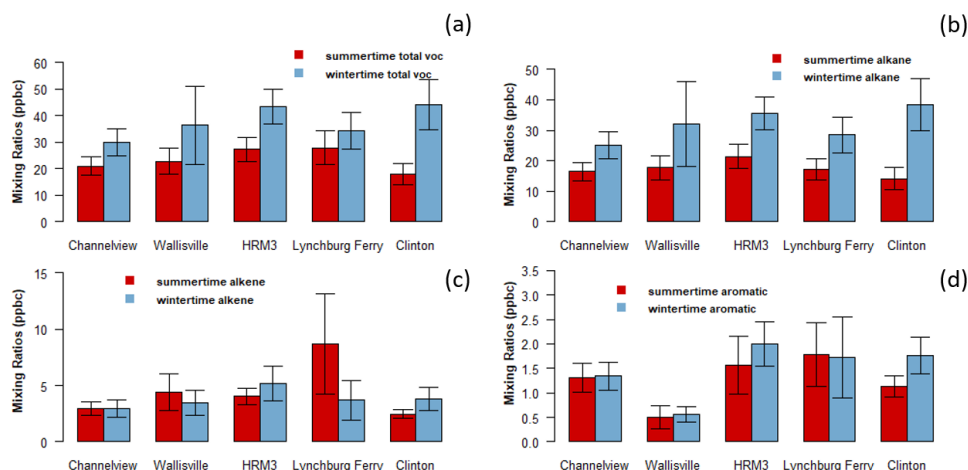 (a)
summertime total voc
wintertime total voc
Mixing Ratios (ppbc)
60
50
40
30
20
10
0
Channelview Wallisville HRM3 Lynchburg Ferry Clinton
(b)
summertime alkane
wintertime alkane
Mixing Ratios (ppbc)
50
40
30
20
10
0
Channelview Wallisville HRM3 Lynchburg Ferry Clinton
(c)
summertime alkene
wintertime alkene
Mixing Ratios (ppbc)
15
10
5
0
Channelview Wallisville HRM3 Lynchburg Ferry Clinton
(d)
summertime aromatic
wintertime aromatic
Mixing Ratios (ppbc)
3.5
3.0
2.5
2.0
1.5
1.0
0.5
0.0
Channelview Wallisville HRM3 Lynchburg Ferry Clinton